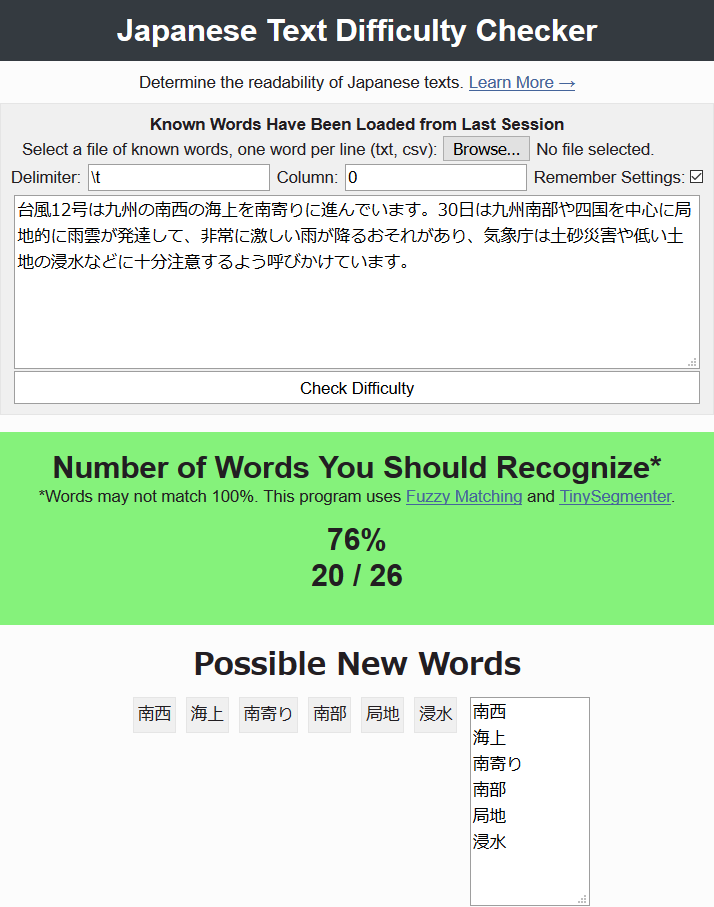 Japanese Text Difficulty Checker
Determine the readability of Japanese texts. Learn More →
Known Words Have Been Loaded from Last Session
Select a file of known words, one word per line (txt, csv): Browse... No file selected.
Delimiter: \t Column: 0 Remember Settings:
台風12号は九州の南西の海上を南寄りに進んでいます。30日は九州南部や四国を中心に局
地的に雨雲が発達して、非常に激しい雨が降るおそれがあり、気象庁は土砂災害や低い土
地の浸水などに十分注意するよう呼びかけています。
Check Difficulty
Number of Words You Should Recognize*
*Words may not match 100%. This program uses Fuzzy Matching and TinySegmenter.
76%
20 / 26
Possible New Words
南西 海上 南寄り 南部 局地 浸水
南西
海上
南寄り
南部
局地
浸水